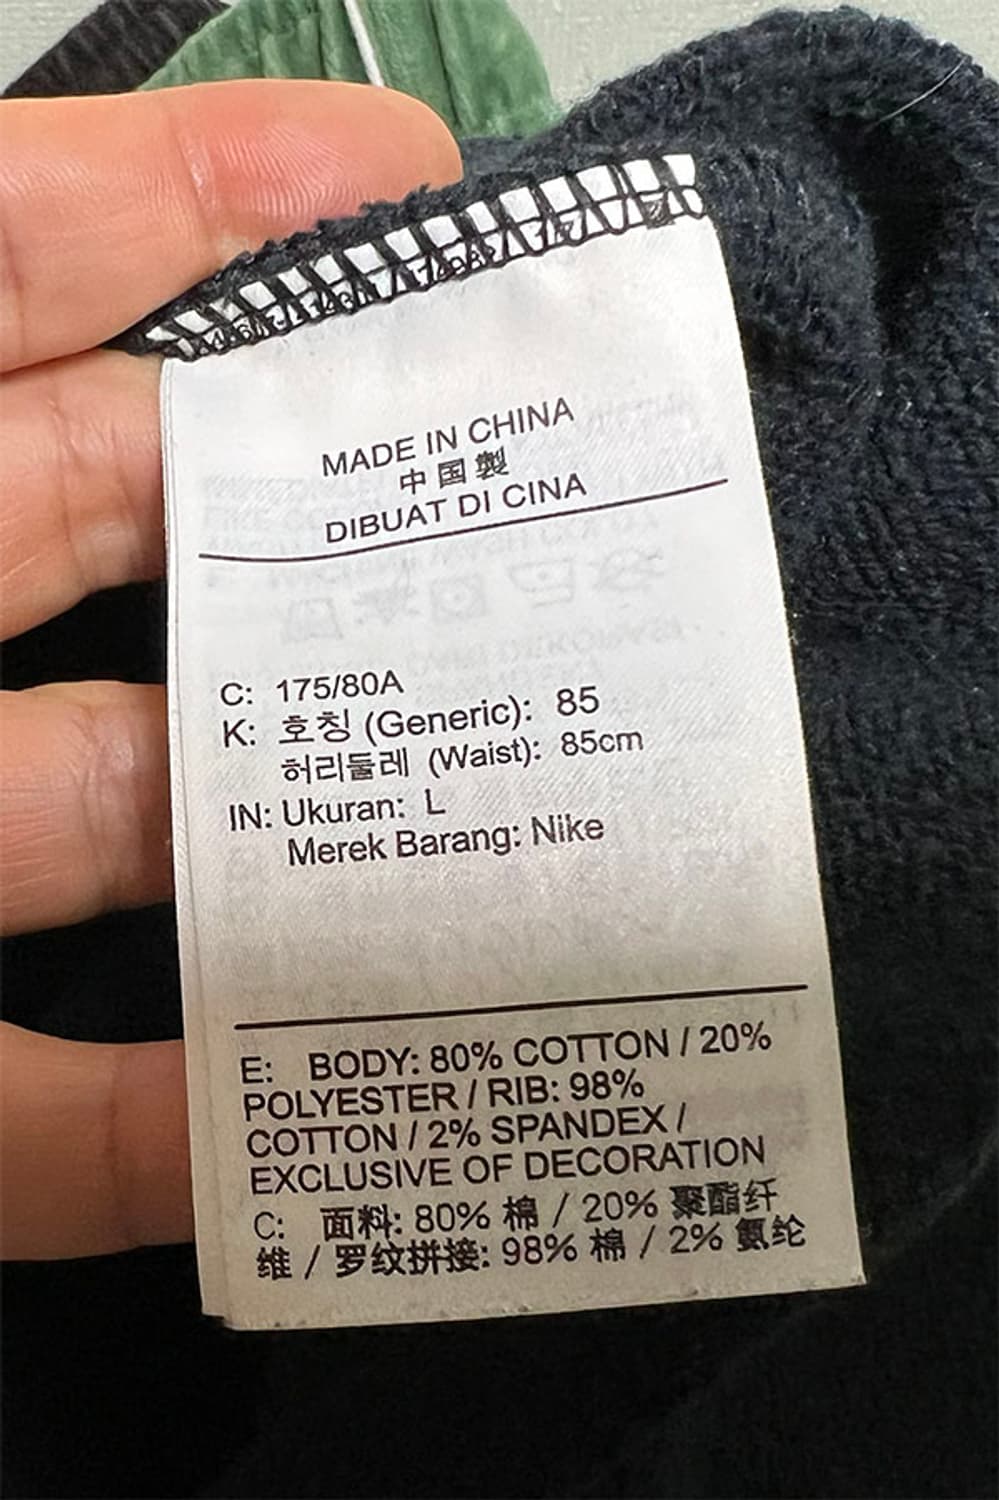 MADE IN CHINA
中国製
DIBUAT DI CINA
C: 175/80A
K: 호칭 (Generic): 85
허리둘레 (Waist): 85cm
IN: Ukuran: L
Merek Barang: Nike
E: BODY: 80% COTTON / 20%
POLYESTER / RIB: 98%
COTTON / 2% SPANDEX /
EXCLUSIVE OF DECORATION
C: 面料: 80% 棉 / 20% 聚酯纤
维 / 罗纹拼接: 98% 棉 / 2% 氨纶